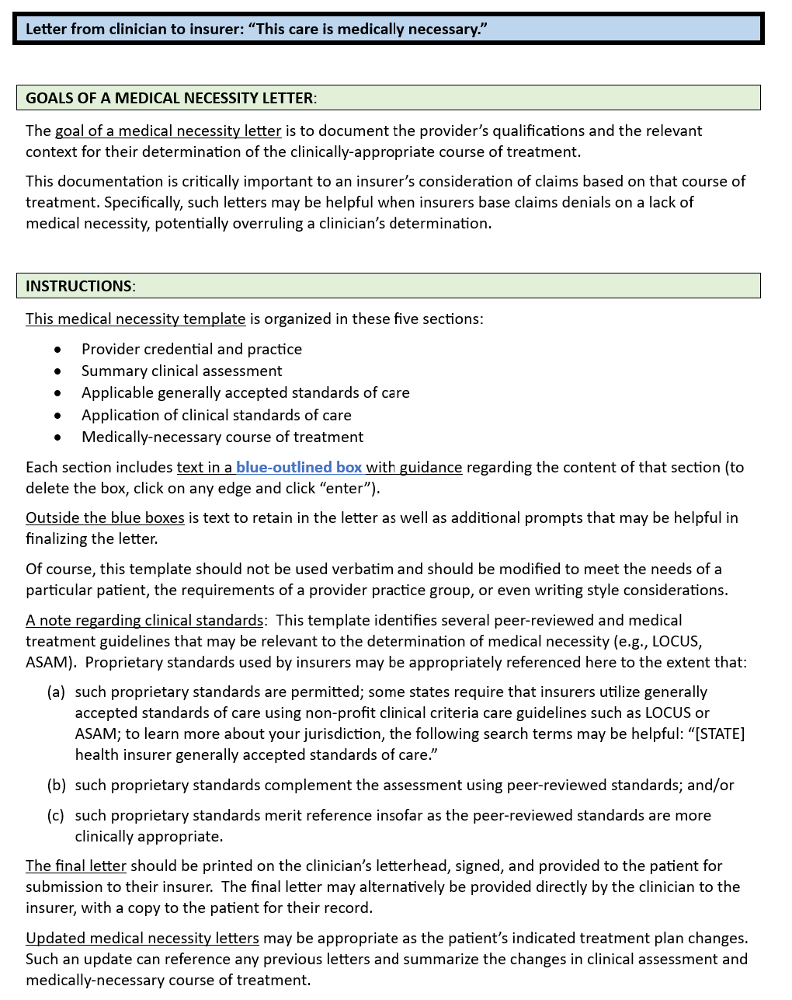 Letter from clinician to insurer: “This care is medically necessary.”
GOALS OF A MEDICAL NECESSITY LETTER:
The goal of a medical necessity letter is to document the provider’s qualifications and the relevant
context for their determination of the clinically-appropriate course of treatment.
This documentation is critically important to an insurer’s consideration of claims based on that course of
treatment. Specifically, such letters may be helpful when insurers base claims denials on a lack of
medical necessity, potentially overruling a clinician’s determination.
INSTRUCTIONS:
This medical necessity template is organized in these five sections:
• Provider credential and practice
• Summary clinical assessment
• Applicable generally accepted standards of care
• Application of clinical standards of care
• Medically-necessary course of treatment
Each section includes text in a blue-outlined box with guidance regarding the content of that section (to
delete the box, click on any edge and click “enter”).
Outside the blue boxes is text to retain in the letter as well as additional prompts that may be helpful in
finalizing the letter.
Of course, this template should not be used verbatim and should be modified to meet the needs of a
particular patient, the requirements of a provider practice group, or even writing style considerations.
A note regarding clinical standards:  This template identifies several peer-reviewed and medical
treatment guidelines that may be relevant to the determination of medical necessity (e.g., LOCUS,
ASAM).  Proprietary standards used by insurers may be appropriately referenced here to the extent that:
(a) such proprietary standards are permitted; some states require that insurers utilize generally
accepted standards of care using non-profit clinical criteria care guidelines such as LOCUS or
ASAM; to learn more about your jurisdiction, the following search terms may be helpful: “[STATE]
health insurer generally accepted standards of care.”
(b) such proprietary standards complement the assessment using peer-reviewed standards; and/or
(c) such proprietary standards merit reference insofar as the peer-reviewed standards are more
clinically appropriate.
The final letter should be printed on the clinician’s letterhead, signed, and provided to the patient for
submission to their insurer.  The final letter may alternatively be provided directly by the clinician to the
insurer, with a copy to the patient for their record.
Updated medical necessity letters may be appropriate as the patient’s indicated treatment plan changes.
Such an update can reference any previous letters and summarize the changes in clinical assessment and
medically-necessary course of treatment.